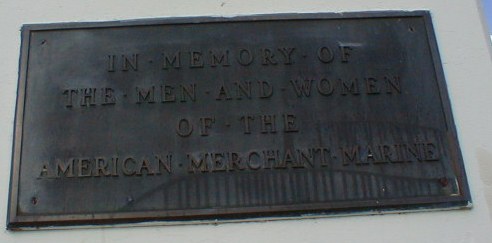 IN · MEMORY · OF
THE · MEN · AND · WOMEN
OF · THE
AMERICAN · MERCHANT · MARINE